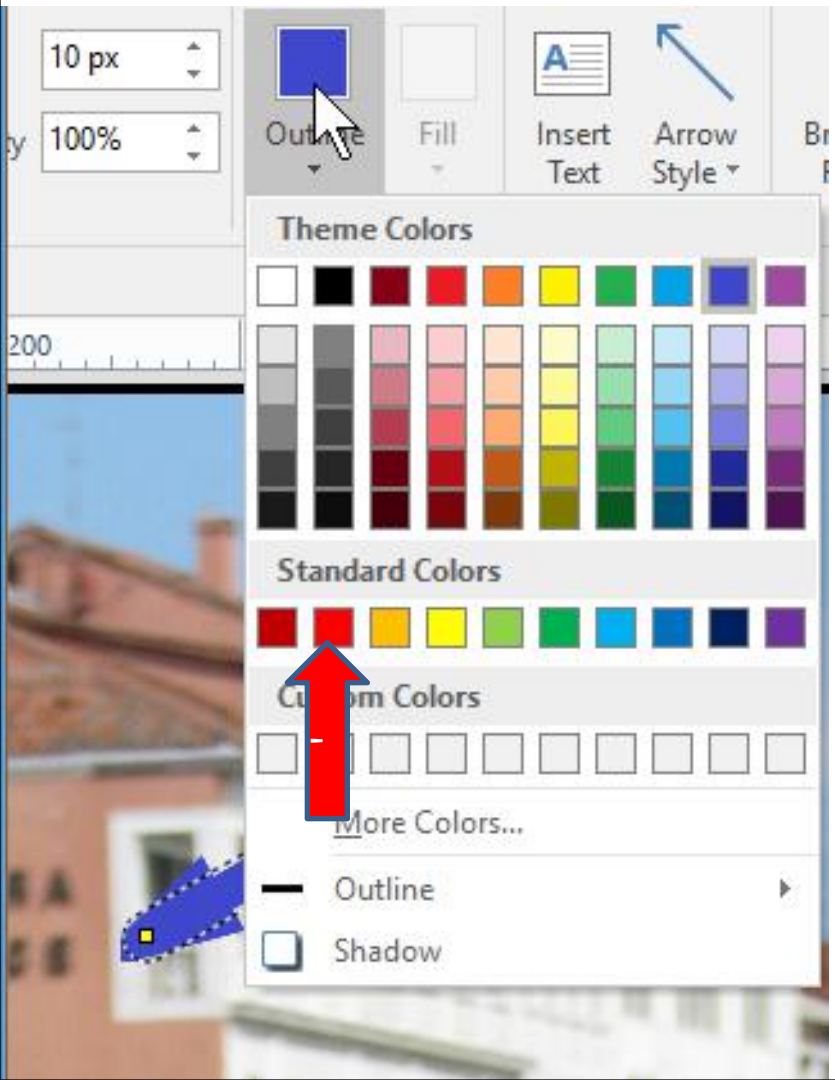 10 px
y 100%
Outline
Fill
A
Insert
Text
Arrow
Style
Br
Theme Colors
200
Standard Colors
Custom Colors
More Colors...
Outline
Shadow